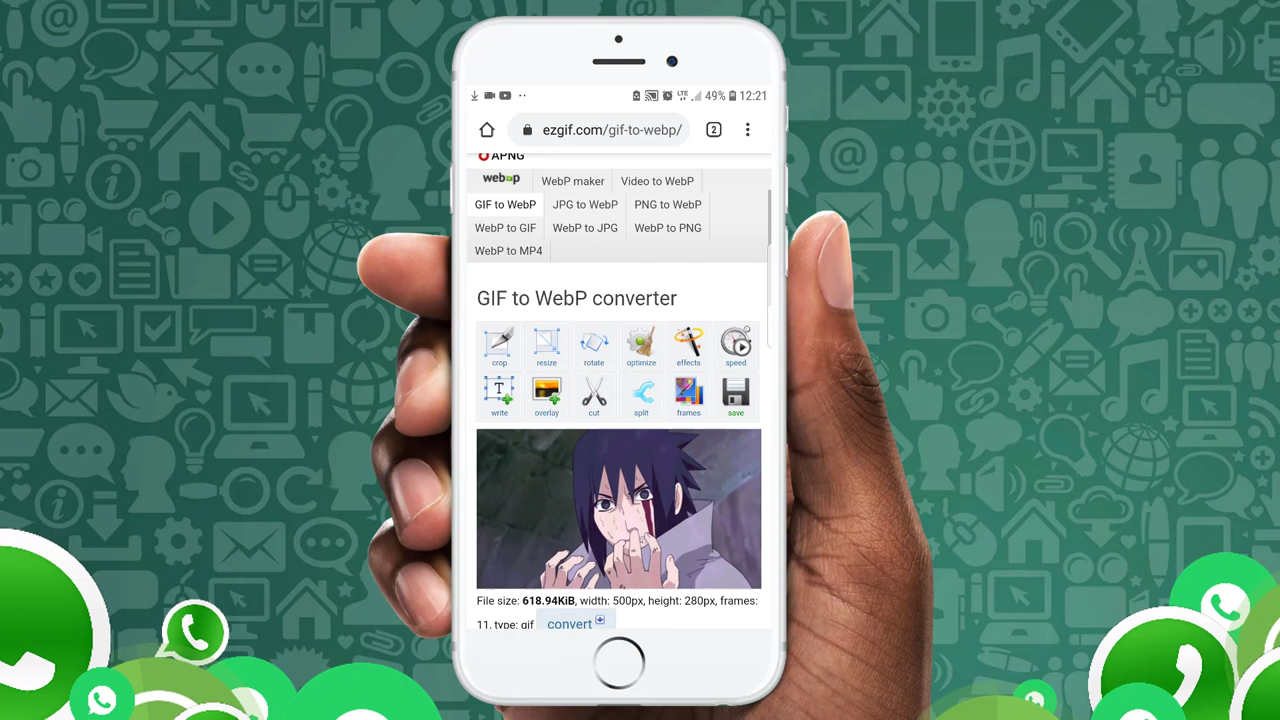 LTE 49% 12:21
ezgif.com/gif-to-webp/ 2
APNG
webp WebP maker Video to WebP
GIF to WebP JPG to WebP PNG to WebP
WebP to GIF WebP to JPG WebP to PNG
WebP to MP4
GIF to WebP converter
crop resize rotate optimize effects speed
T
write overlay cut split frames save
File size: 618.94KiB, width: 500px, height: 280px, frames:
11, type: gif convert